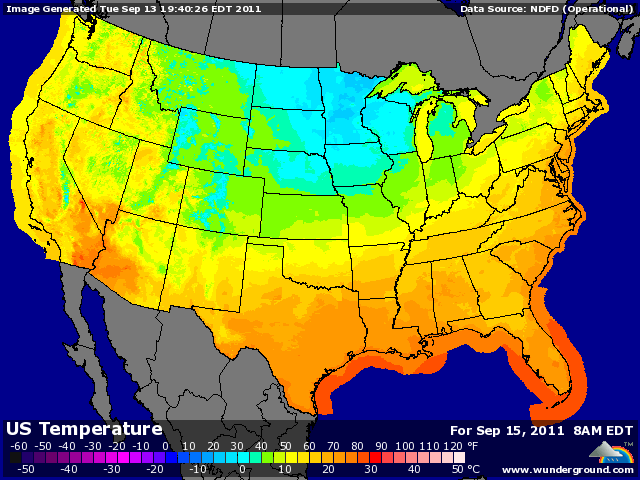 Image Generated Tue Sep 13 19:40:26 EDT 2011 Data Source: NDFD (Operational)
US Temperature For Sep 15, 2011 8AM EDT
-60 -50 -40 -30 -20 -10 0 10 20 30 40 50 60 70 80 90 100 110 120 °F
-50 -40 -30 -20 -10 0 10 20 30 40 50 °C
TM
www.wunderground.com